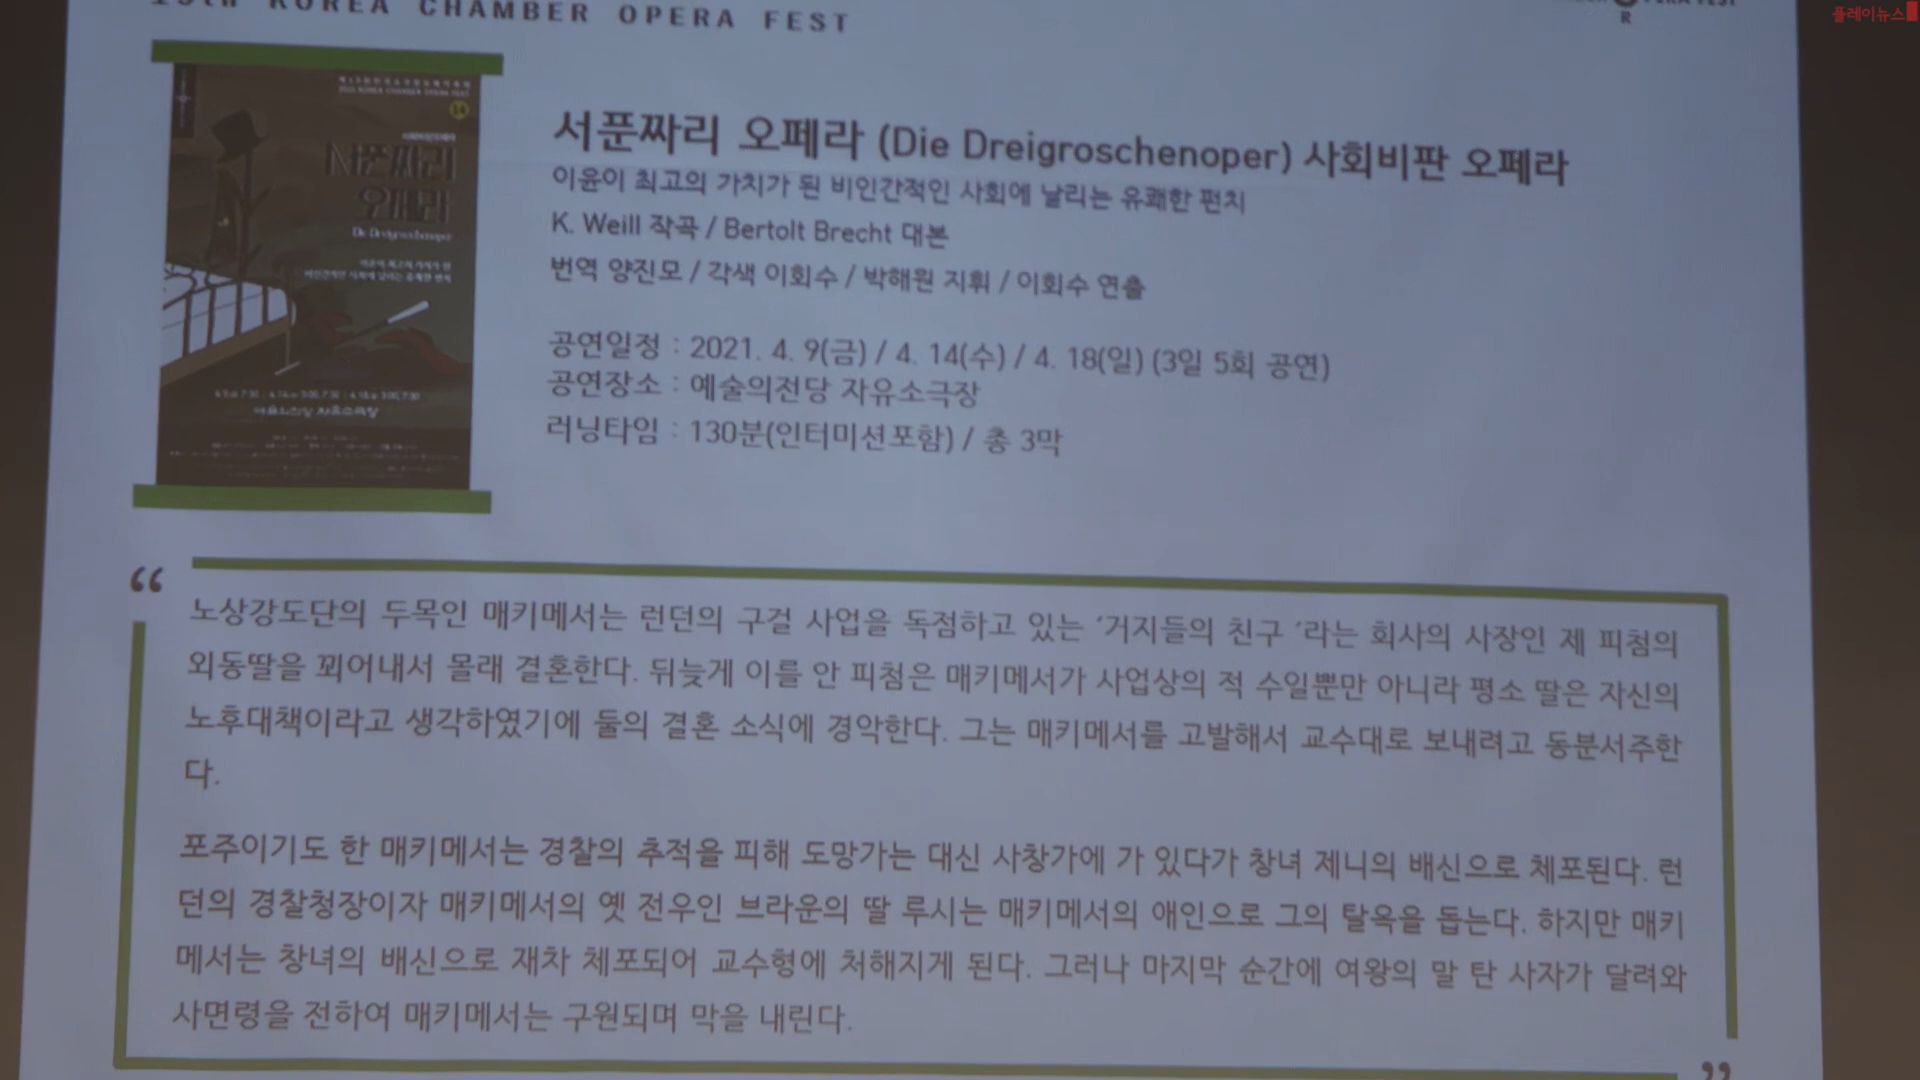 KOREA CHAMBER OPERA FEST
플레이뉴스
R
서푼짜리 오페라 (Die Dreigroschenoper) 사회비판 오페라
이윤이 최고의 가치가 된 비인간적인 사회에 날리는 유쾌한 펀치
K. Weill 작곡 / Bertolt Brecht 대본
번역 양진모 / 각색 이회수 / 박해원 지휘 / 이회수 연출
공연일정 : 2021. 4. 9(금) / 4. 14(수) / 4. 18(일) (3일 5회 공연)
공연장소 : 예술의전당 자유소극장
러닝타임 : 130분(인터미션포함) / 총 3막
서푼짜리
오페라
Die Dreigroschenoper
“
노상강도단의 두목인 매키메서는 런던의 구걸 사업을 독점하고 있는 ‘거지들의 친구 ’라는 회사의 사장인 제 피첨의
외동딸을 꾀어내서 몰래 결혼한다. 뒤늦게 이를 안 피첨은 매키메서가 사업상의 적 수일뿐만 아니라 평소 딸은 자신의
노후대책이라고 생각하였기에 둘의 결혼 소식에 경악한다. 그는 매키메서를 고발해서 교수대로 보내려고 동분서주한
다.
포주이기도 한 매키메서는 경찰의 추적을 피해 도망가는 대신 사창가에 가 있다가 창녀 제니의 배신으로 체포된다. 런
던의 경찰청장이자 매키메서의 옛 전우인 브라운의 딸 루시는 매키메서의 애인으로 그의 탈옥을 돕는다. 하지만 매키
메서는 창녀의 배신으로 재차 체포되어 교수형에 처해지게 된다. 그러나 마지막 순간에 여왕의 말 탄 사자가 달려와
사면령을 전하여 매키메서는 구원되며 막을 내린다.
”